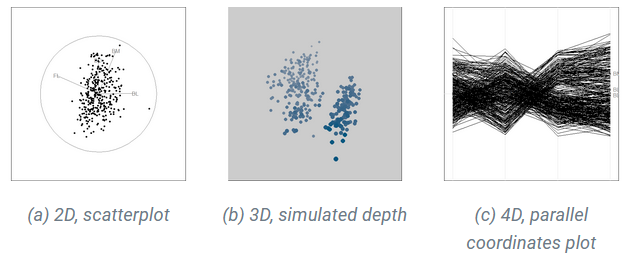 BM
FL
BL
(a) 2D, scatterplot
(b) 3D, simulated depth
(c) 4D, parallel
coordinates plot